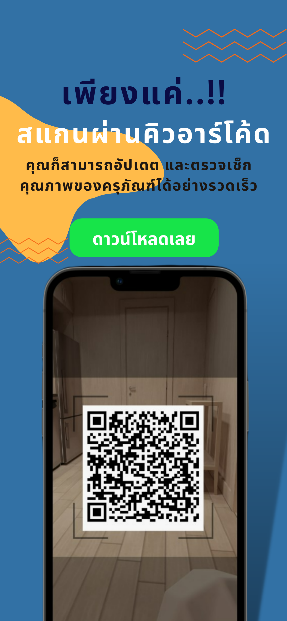 เพียงแค่..!!
สแกนผ่านคิวอาร์โค้ด
คุณก็สามารถอัปเดต และตรวจเช็ก
คุณภาพของครุภัณฑ์ได้อย่างรวดเร็ว
ดาวน์โหลดเลย